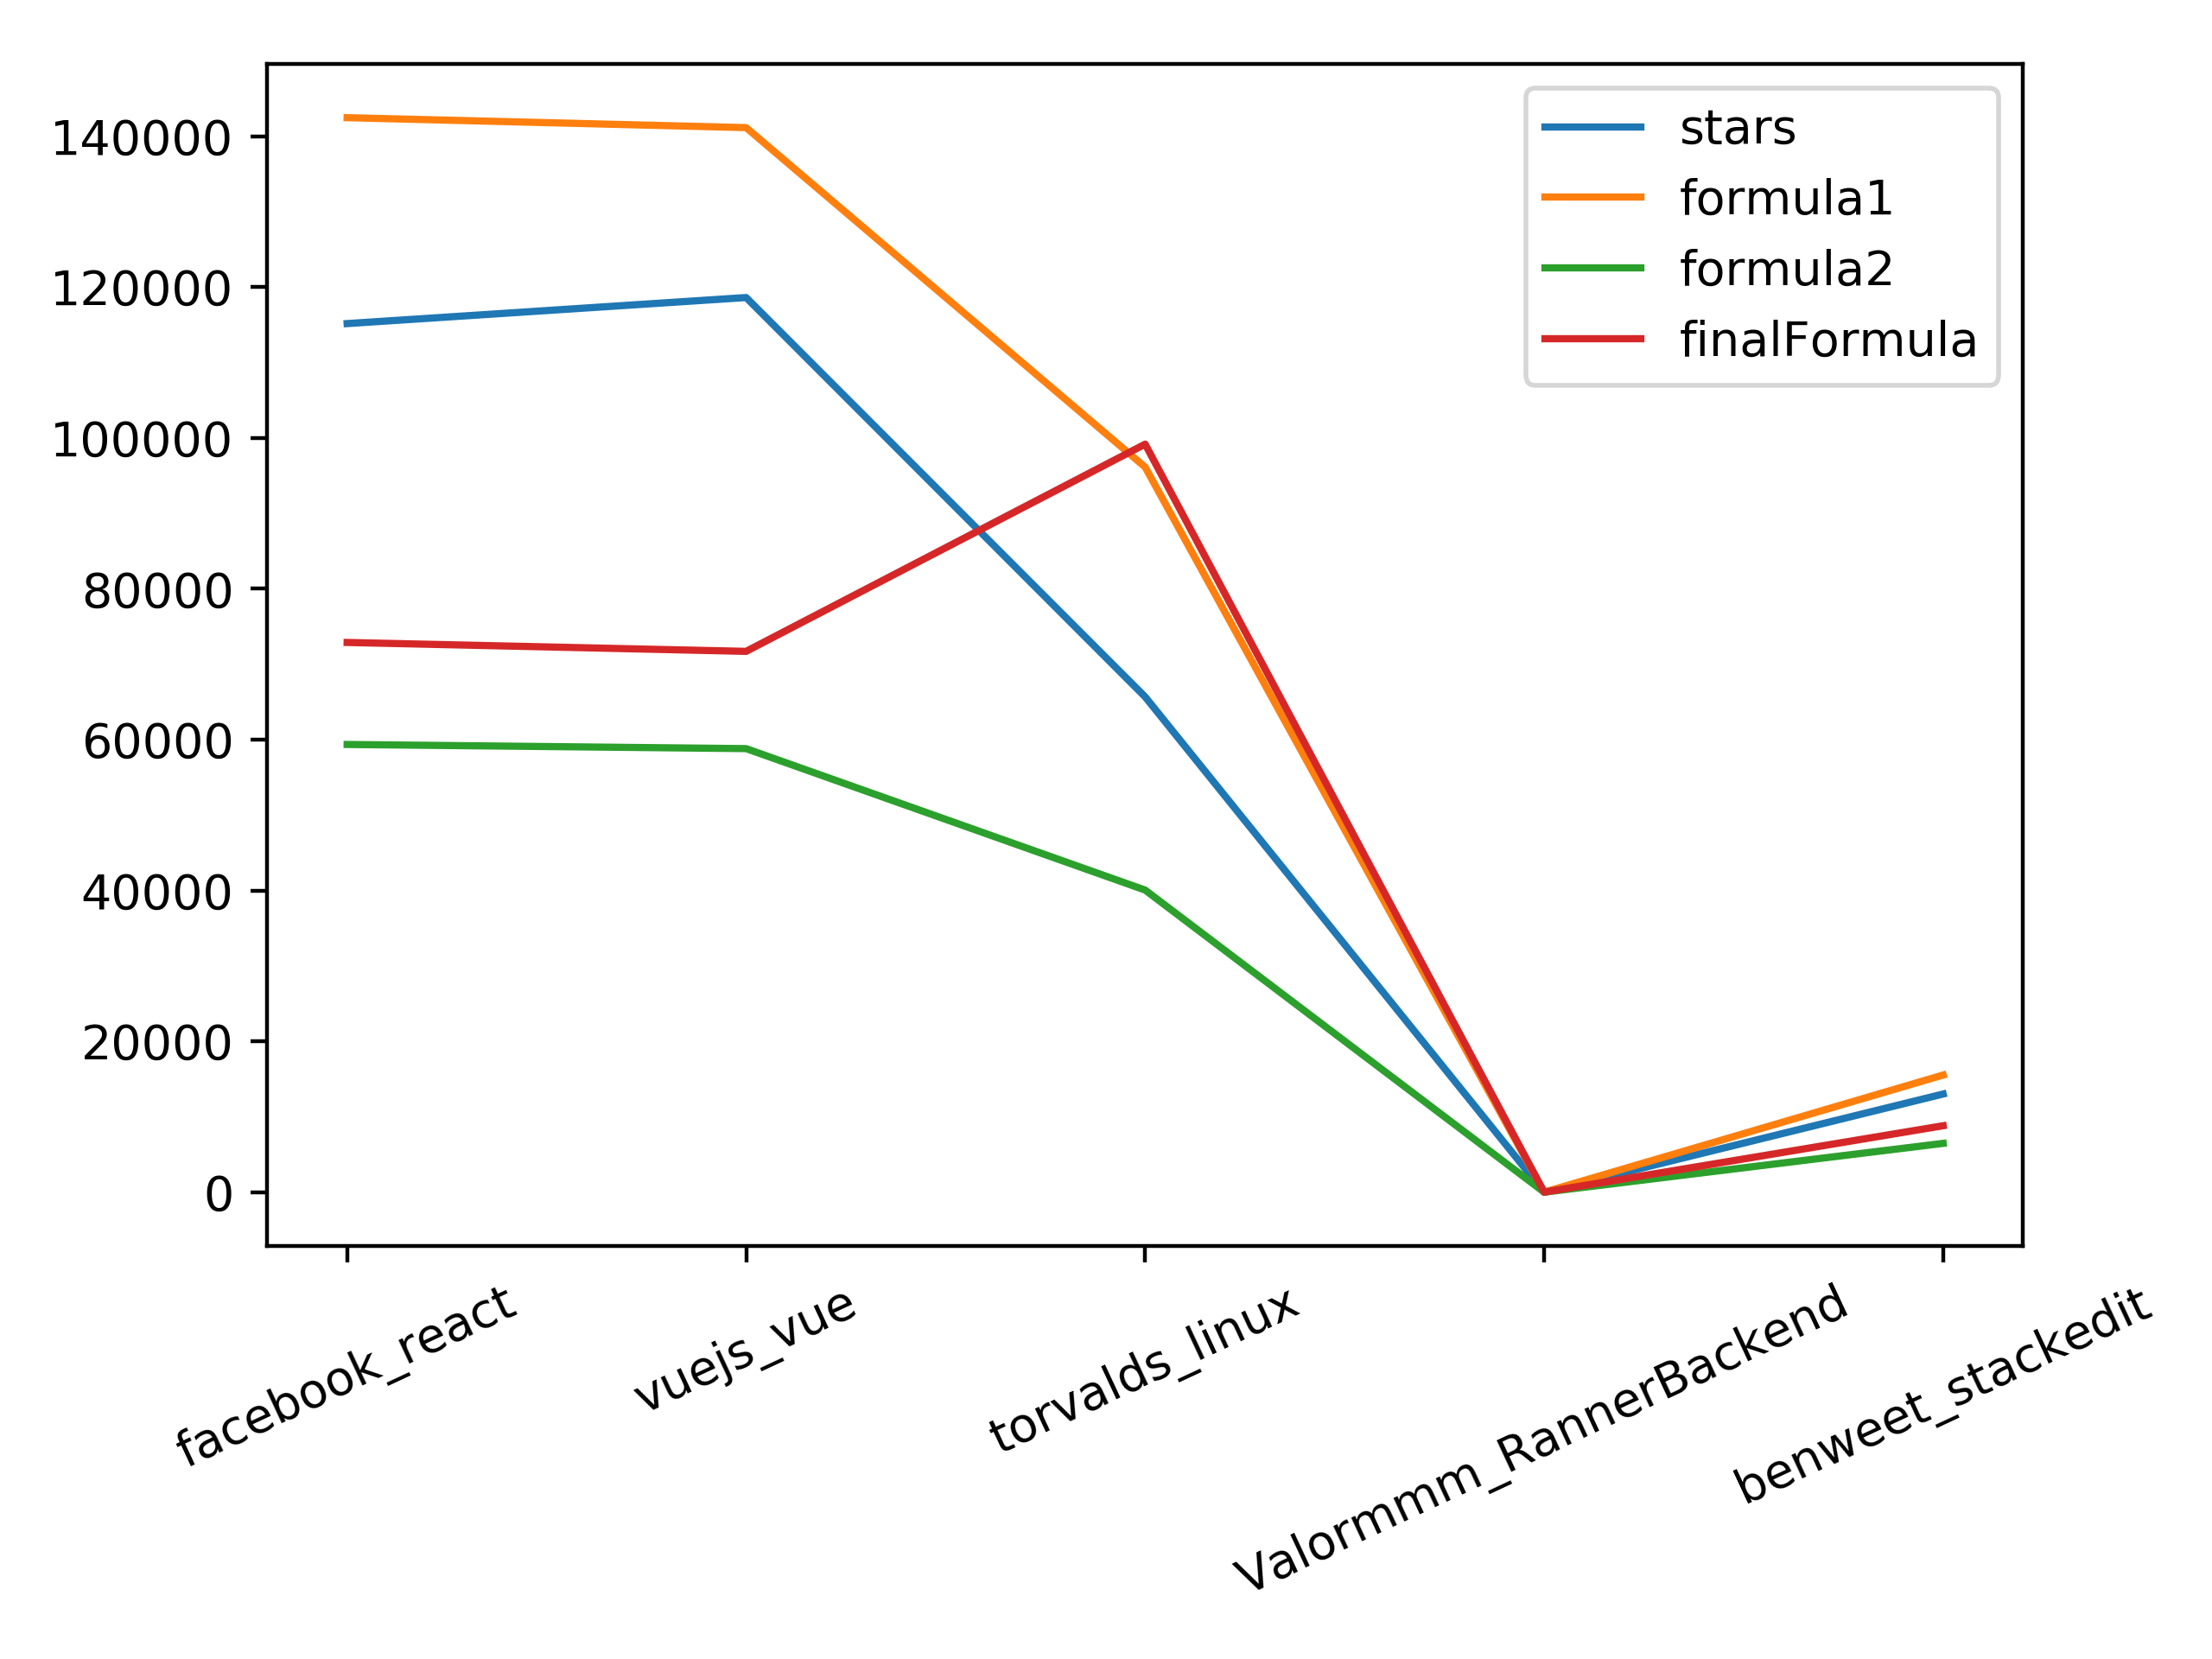 140000
120000
100000
80000
60000
40000
20000
0
stars
formula1
formula2
finalFormula
facebook_react
vuejs_vue
torvalds_linux
Valormmm_RannerBackend
benweet_stackedit